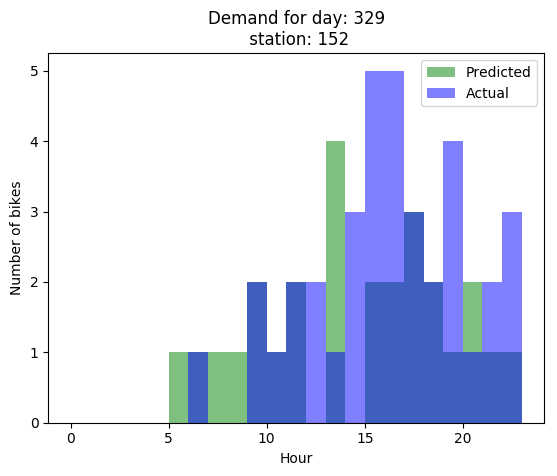 Demand for day: 329
station: 152
Predicted
Actual
Number of bikes
5
4
3
2
1
0
0 5 10 15 20
Hour